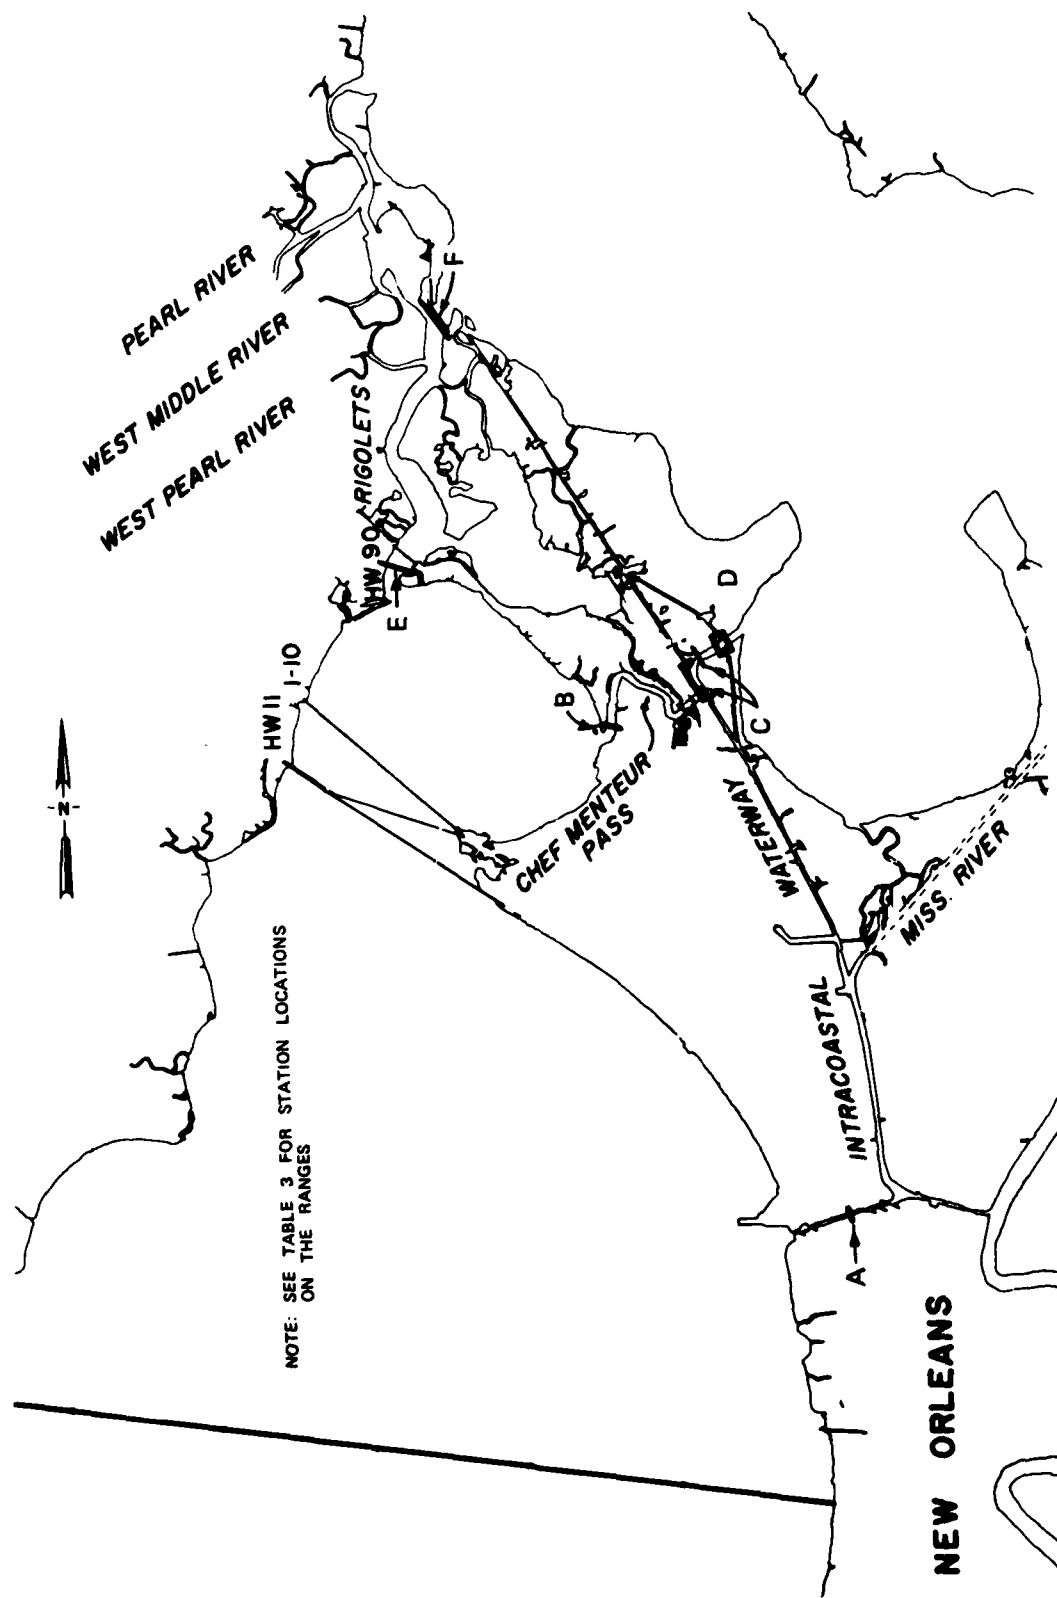 PEARL RIVER
WEST MIDDLE RIVER
WEST PEARL RIVER
RIGOLETS
HW 90
E
F
HW 11
I-10
N
B
D
C
CHEF MENTEUR
PASS
WATERWAY
MISS. RIVER
INTRACOASTAL
NOTE: SEE TABLE 3 FOR STATION LOCATIONS
ON THE RANGES
A
NEW ORLEANS